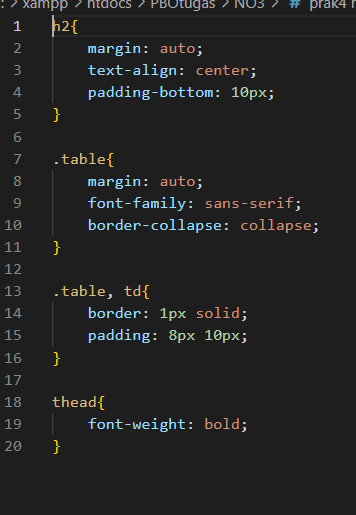 xampp > htdocs > PBOtugas > NO3 > # prak4
1 h2{
2 margin: auto;
3 text-align: center;
4 padding-bottom: 10px;
5 }
6
7 .table{
8 margin: auto;
9 font-family: sans-serif;
10 border-collapse: collapse;
11 }
12
13 .table, td{
14 border: 1px solid;
15 padding: 8px 10px;
16 }
17
18 thead{
19 font-weight: bold;
20 }